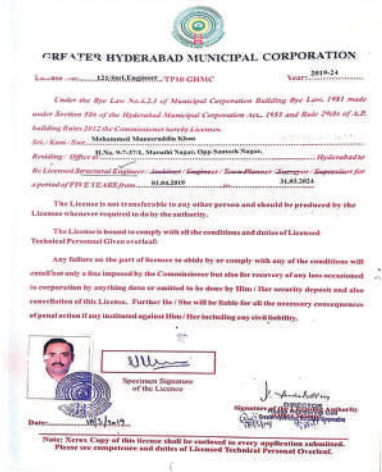 GREATER HYDERABAD MUNICIPAL CORPORATION
License 121-Strl.Engineer /TP10 GHMC Year: 2019-24
Under the Bye Law No.4.2.3 of Municipal Corporation Building Bye Law, 1981 made
under Section 586 of the Hyderabad Municipal Corporation Act., 1955 and Rule 29(b) of A.P.
building Rules 2012 the Commissioner hereby Licenses.
Sri./Kum/Smt. Mohammed Muneeruddin Khan
Residing / Office at H.No. 9-7-37/1, Maruthi Nagar, Opp Santosh Nagar, Hyderabad to
Be Licensed Structural Engineer / Architect / Engineer / Town Planner / Surveyor / Supervisor for
a period of FIVE YEARS from 01.04.2019 to 31.03.2024
The License is not transferable to any other person and should be produced by the
Licensee whenever required to do by the authority.
The License is bound to comply with all the conditions and duties of Licensed
Technical Personnel Given overleaf:
Any failure on the part of licensee to abide by or comply with any of the conditions will
entail not only a fine imposed by the Commissioner but also for recovery of any loss occasioned
to corporation by anything done or omitted to be done by Him / Her security deposit and also
cancellation of this License. Further He / She will be liable for all the necessary consequences
of penal action if any instituted against Him / Her including any civil liability.
Specimen Signature
of the Licence
DIRECTOR
Signature of the Licensing Authority
Date:
Note: Xerox Copy of this license shall be enclosed to every application submitted.
Please see competence and duties of Licensed Technical Personal Overleaf.